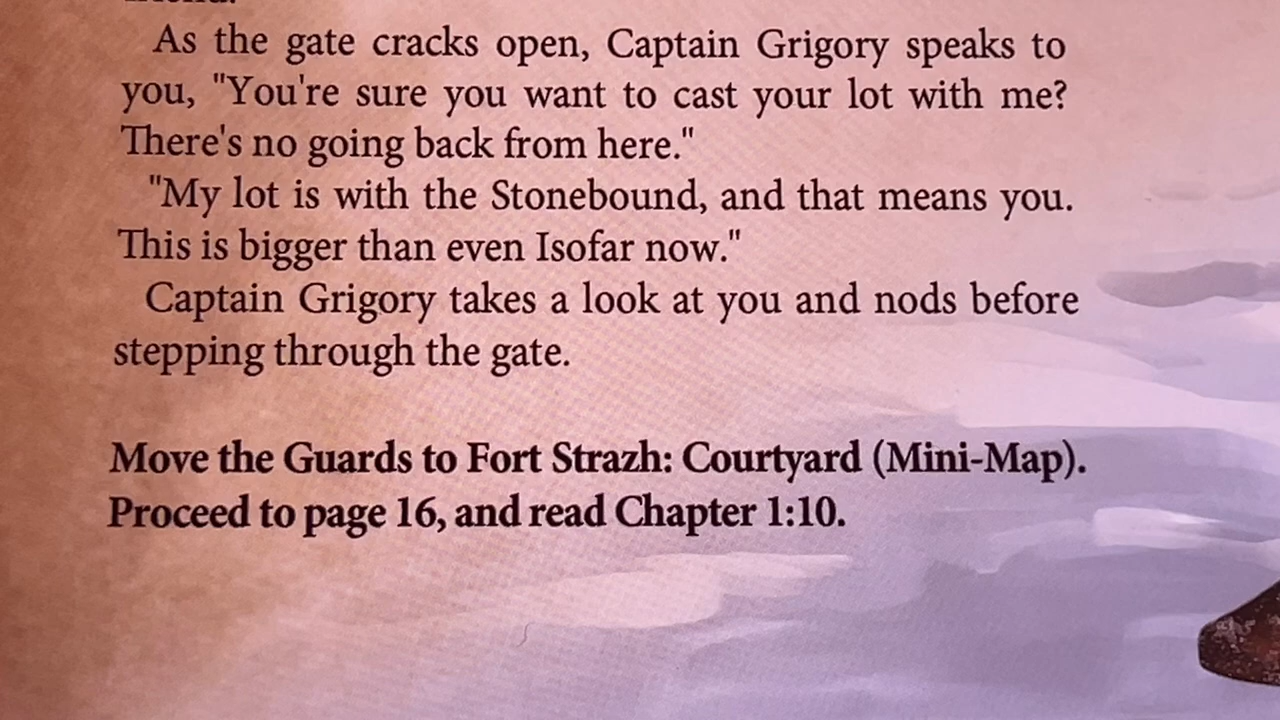 As the gate cracks open, Captain Grigory speaks to
you, "You're sure you want to cast your lot with me?
There's no going back from here."
"My lot is with the Stonebound, and that means you.
This is bigger than even Isofar now."
Captain Grigory takes a look at you and nods before
stepping through the gate.
Move the Guards to Fort Strazh: Courtyard (Mini-Map).
Proceed to page 16, and read Chapter 1:10.